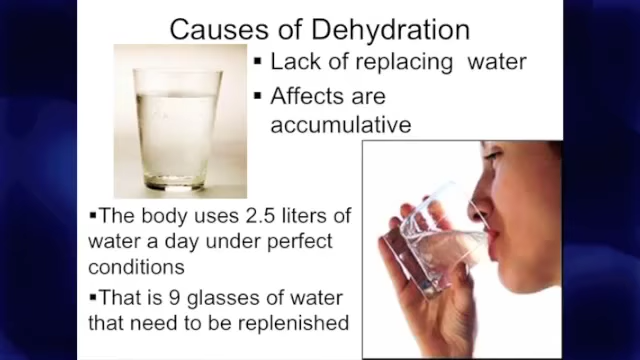 Causes of Dehydration
▪ Lack of replacing water
▪ Affects are
accumulative
▪The body uses 2.5 liters of
water a day under perfect
conditions
▪That is 9 glasses of water
that need to be replenished